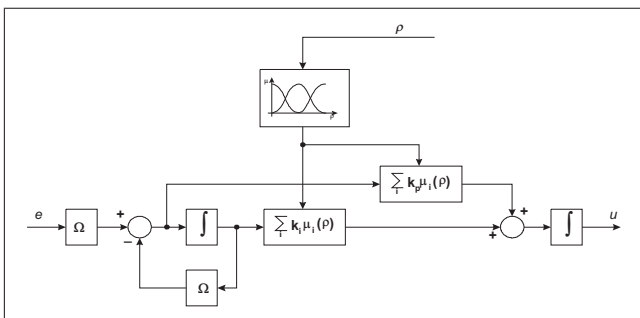 ρ
μ
ρ
∑ k_p μ_i (ρ)
i
e
Ω
+
−
∫
∑ k_i μ_i (ρ)
i
+
+
∫
u
Ω